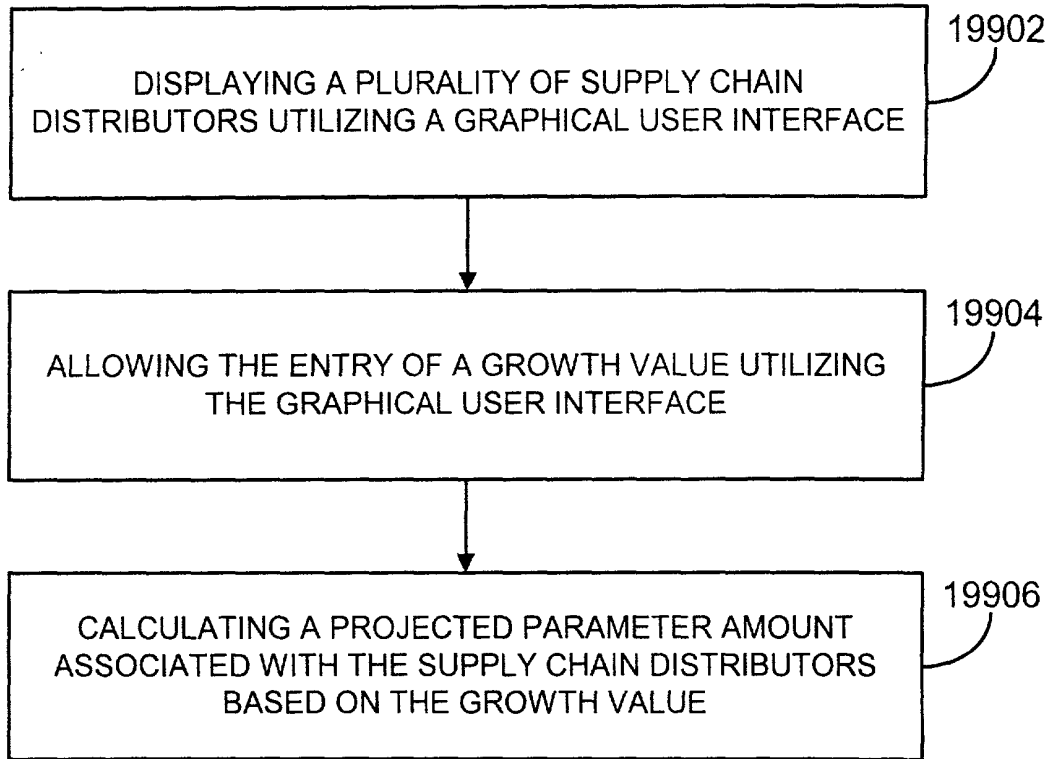 19902
DISPLAYING A PLURALITY OF SUPPLY CHAIN
DISTRIBUTORS UTILIZING A GRAPHICAL USER INTERFACE
19904
ALLOWING THE ENTRY OF A GROWTH VALUE UTILIZING
THE GRAPHICAL USER INTERFACE
19906
CALCULATING A PROJECTED PARAMETER AMOUNT
ASSOCIATED WITH THE SUPPLY CHAIN DISTRIBUTORS
BASED ON THE GROWTH VALUE